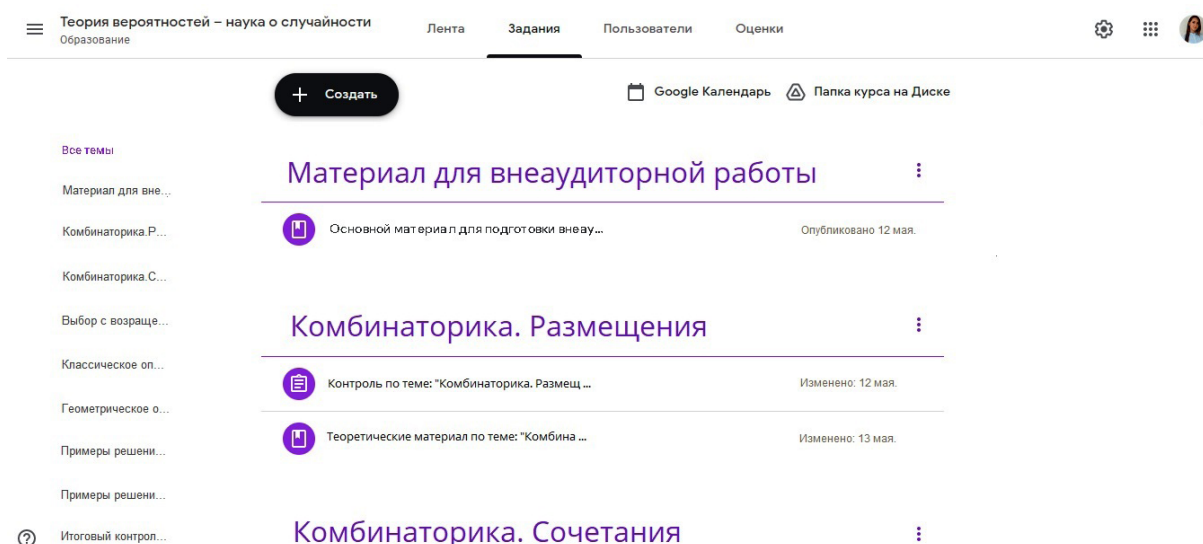 Теория вероятностей – наука о случайности
Образование
Лента
Задания
Пользователи
Оценки
Создать
Google Календарь
Папка курса на Диске
Все темы
Материал для вне...
Комбинаторика.Р...
Комбинаторика.С...
Выбор с возраще...
Классическое оп...
Геометрическое о...
Примеры решени...
Примеры решени...
Итоговый контрол...
Материал для внеаудиторной работы
Основной материал для подготовки внеау...
Опубликовано 12 мая.
Комбинаторика. Размещения
Контроль по теме: "Комбинаторика. Размещ ...
Изменено: 12 мая.
Теоретические материал по теме: "Комбина ...
Изменено: 13 мая.
Комбинаторика. Сочетания